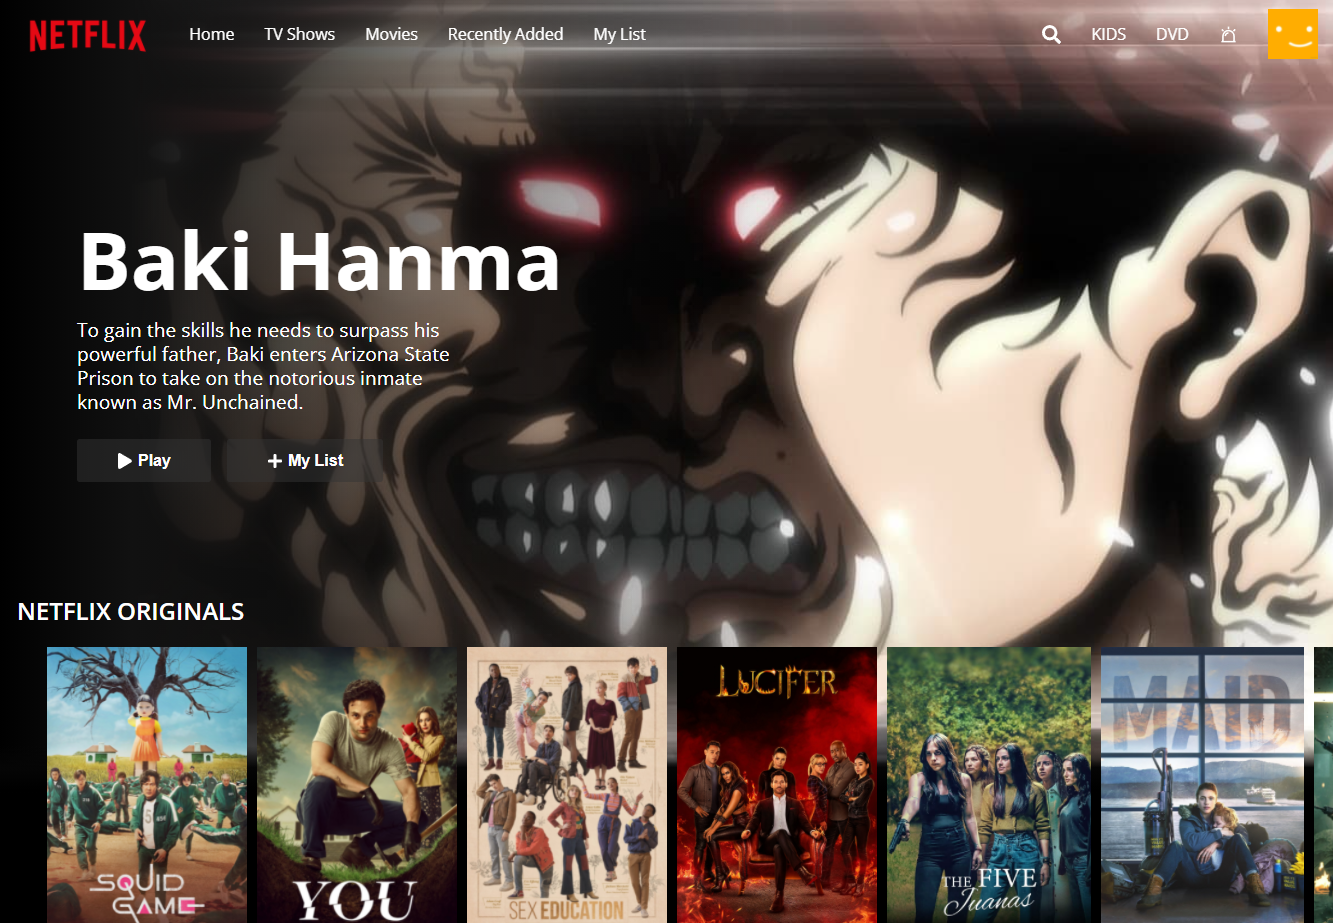 NETFLIX Home TV Shows Movies Recently Added My List KIDS DVD
Baki Hanma
To gain the skills he needs to surpass his
powerful father, Baki enters Arizona State
Prison to take on the notorious inmate
known as Mr. Unchained.
Play My List
NETFLIX ORIGINALS
SQUID
GAME
YOU
SEX EDUCATION
LUCIFER
THE FIVE
Juanas
MAID